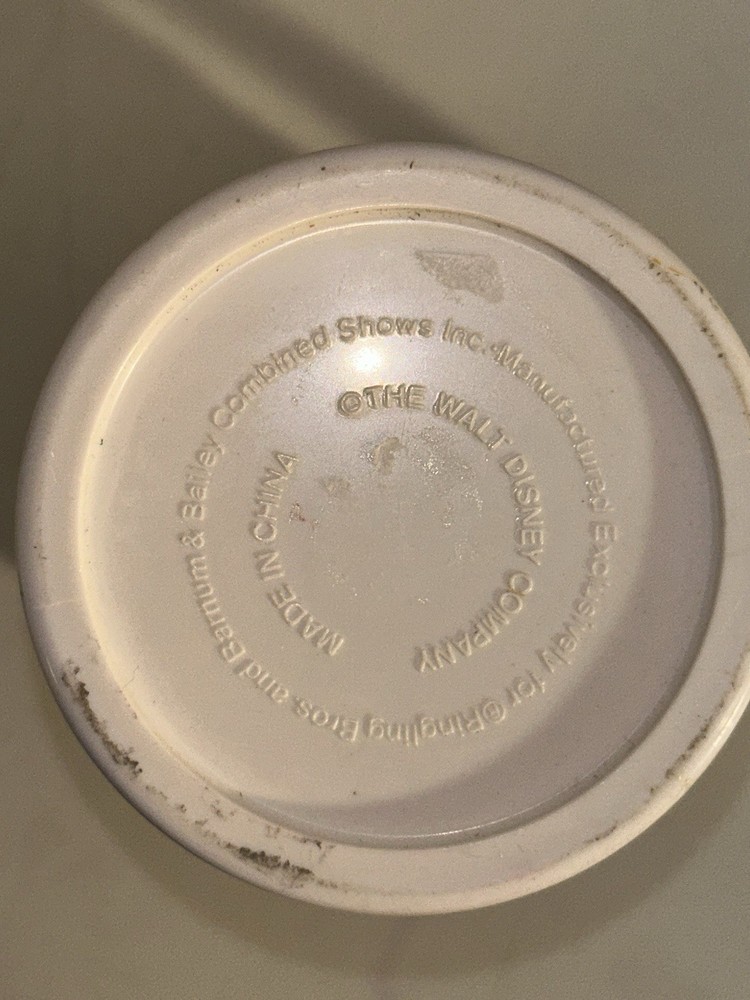 Manufactured Exclusively for ©Ringling Bros. and Barnum & Bailey Combined Shows Inc.
©THE WALT DISNEY COMPANY
MADE IN CHINA